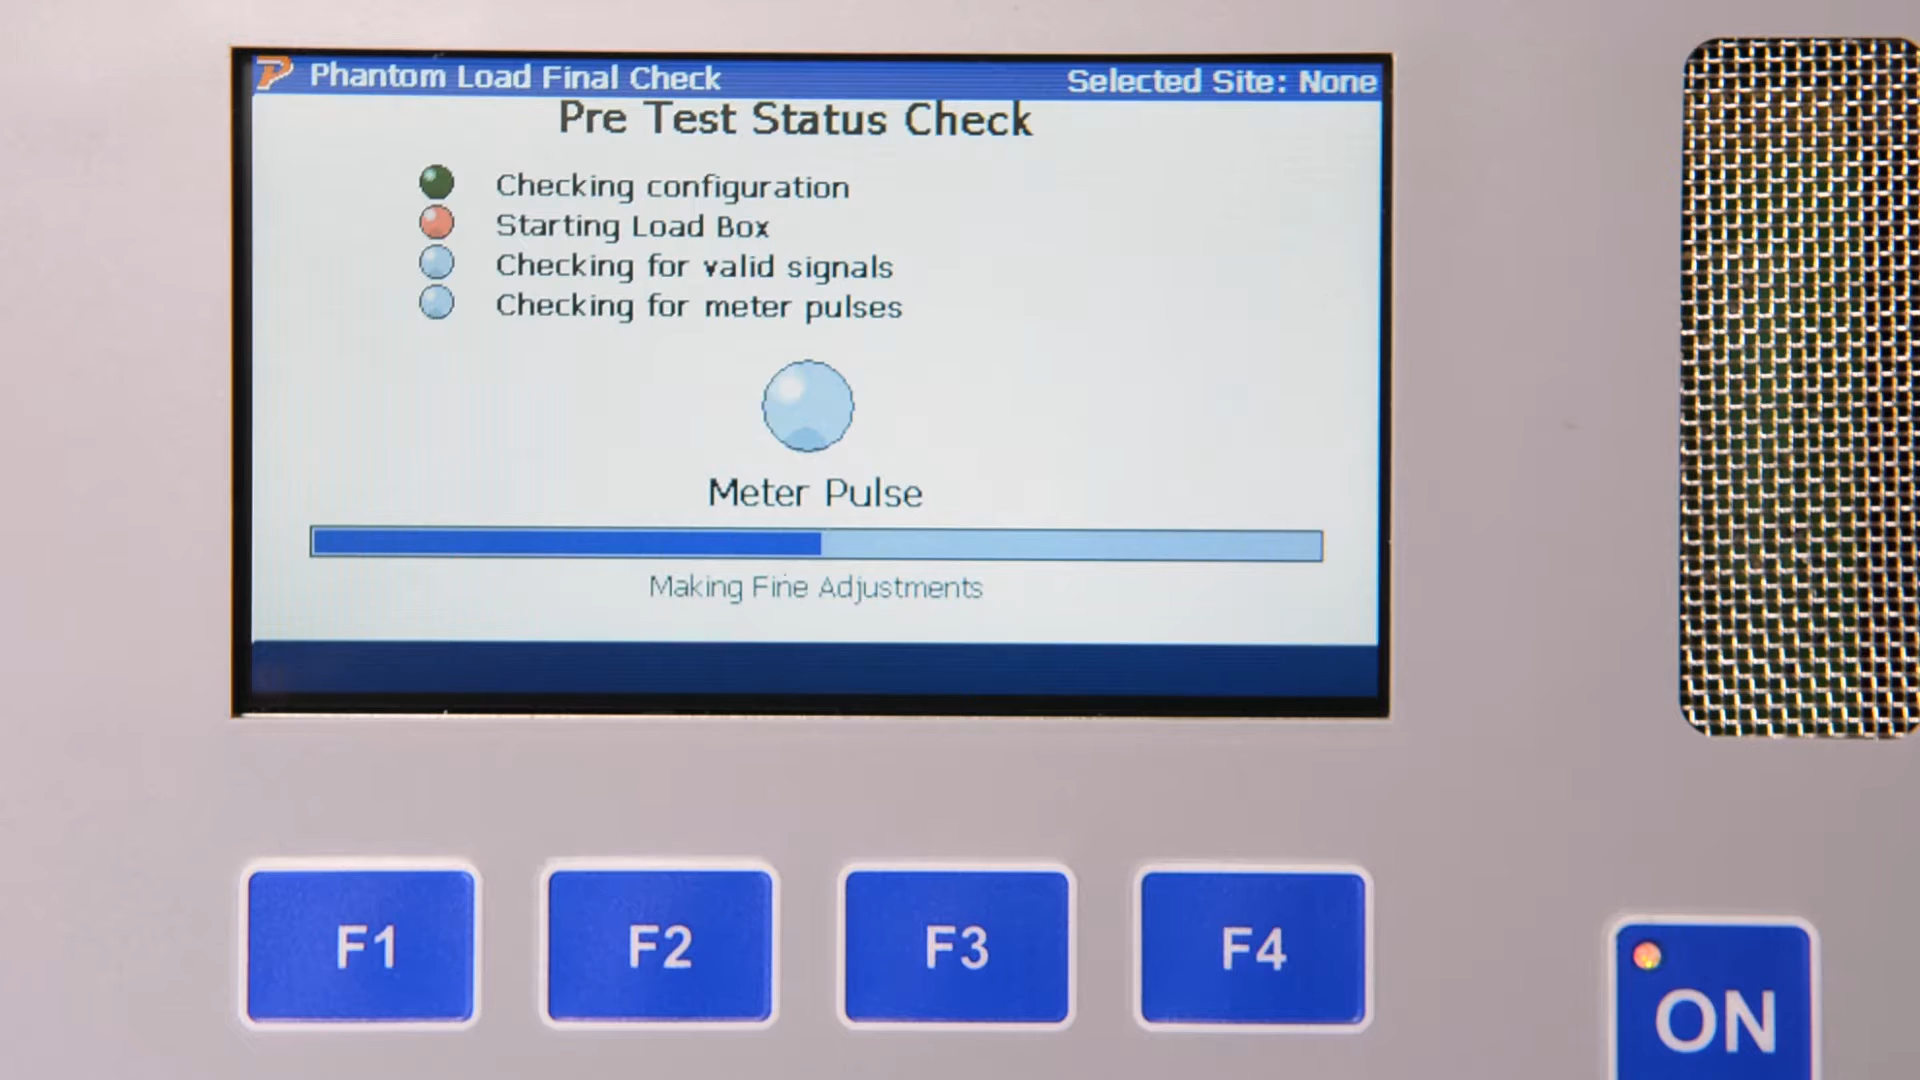 Phantom Load Final Check
Selected Site: None
Pre Test Status Check
Checking configuration
Starting Load Box
Checking for valid signals
Checking for meter pulses
Meter Pulse
Making Fine Adjustments
F1
F2
F3
F4
ON